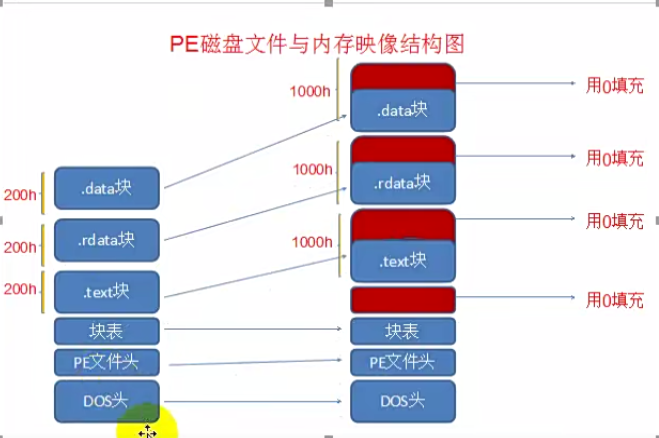 PE磁盘文件与内存映像结构图
1000h
用0填充
.data块
1000h
用0填充
.data块
200h
.rdata块
1000h
用0填充
.rdata块
200h
.text块
200h
.text块
用0填充
块表
块表
PE文件头
PE文件头
DOS头
DOS头